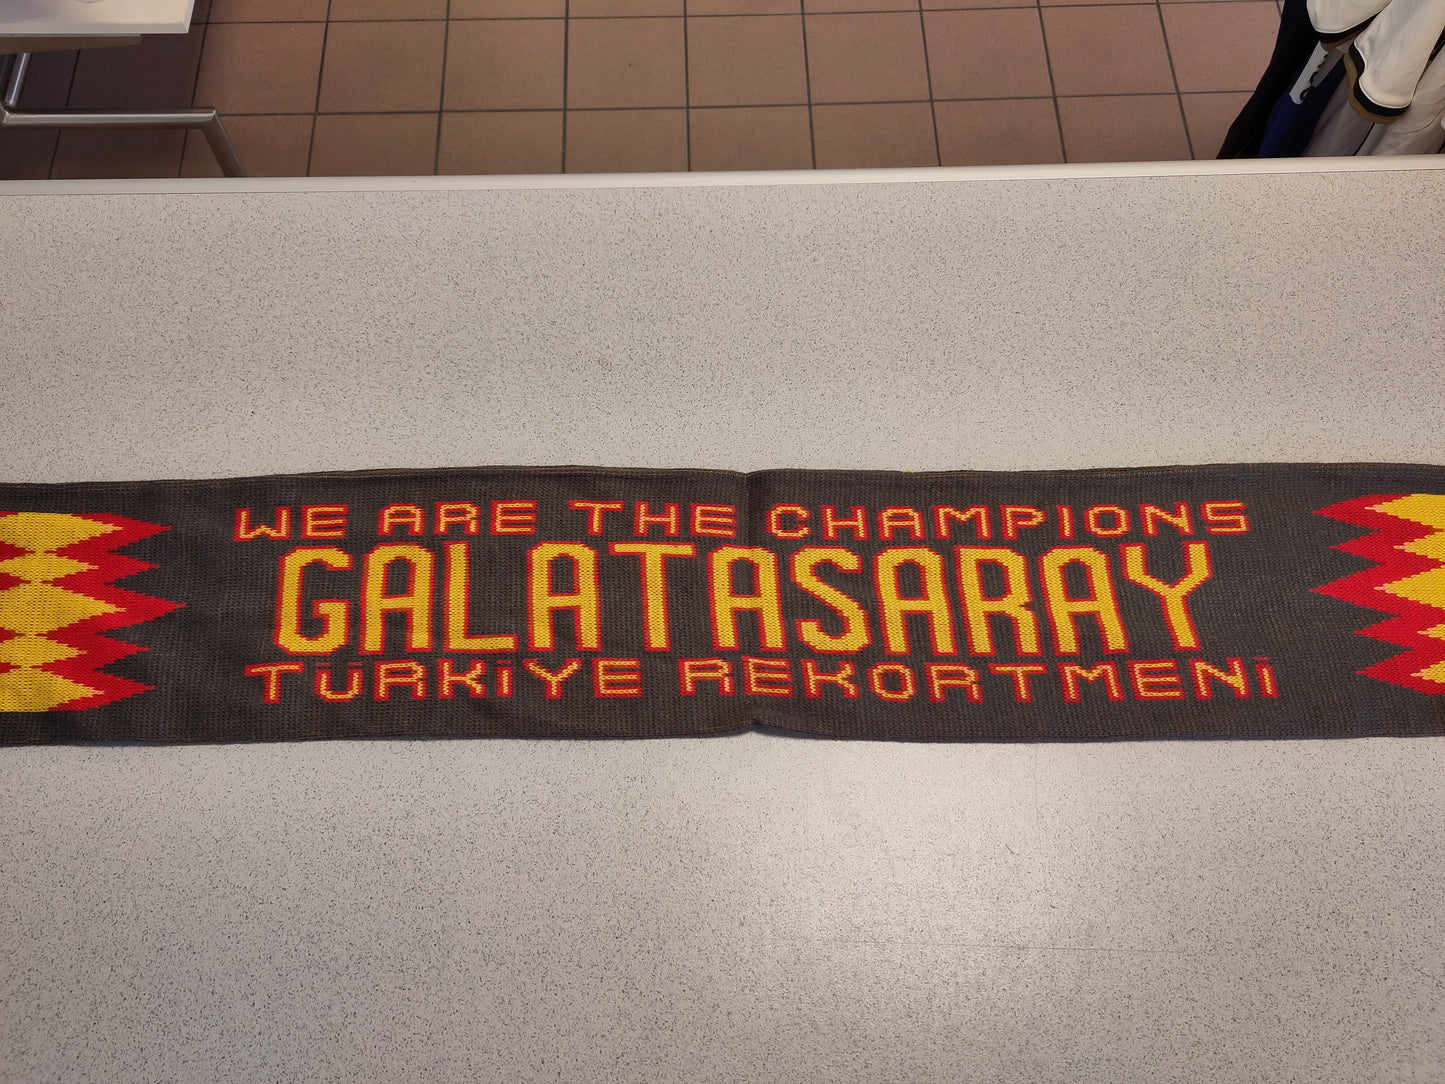 WE ARE THE CHAMPIONS
GALATASARAY
TÜRKİYE REKORTMENİ